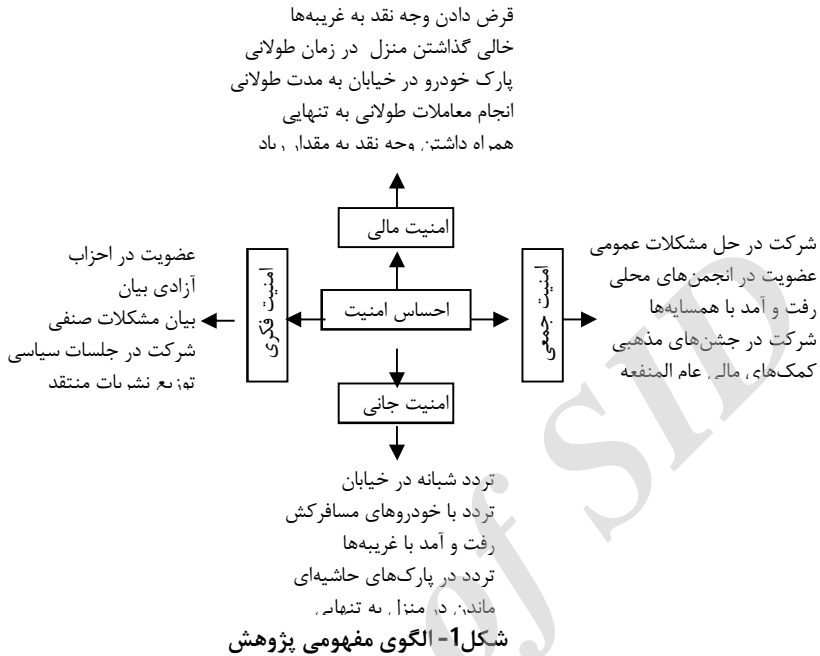 قرض دادن وجه نقد به غریبه‌ها
خالی گذاشتن منزل در زمان طولانی
پارک خودرو در خیابان به مدت طولانی
انجام معاملات طولانی به تنهایی
همراه داشتن وجه نقد به مقدار زیاد
امنیت مالی
شرکت در حل مشکلات عمومی
عضویت در انجمن‌های محلی
رفت و آمد با همسایه‌ها
شرکت در جشن‌های مذهبی
کمک‌های مالی عام المنفعه
امنیت جمعی
احساس امنیت
امنیت فکری
عضویت در احزاب
آزادی بیان
بیان مشکلات صنفی
شرکت در جلسات سیاسی
توزیع نشریات منتقد
امنیت جانی
تردد شبانه در خیابان
تردد با خودروهای مسافرکش
رفت و آمد با غریبه‌ها
تردد در پارک‌های حاشیه‌ای
ماندن در منزل به تنهایی
شکل1- الگوی مفهومی پژوهش
of SID